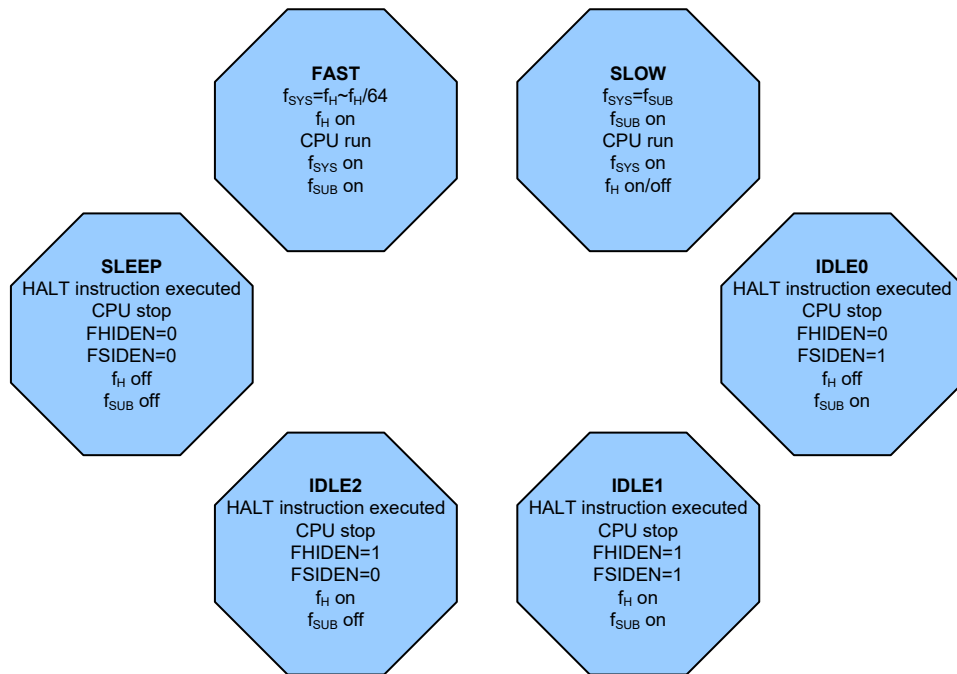 FAST
fSYS=fH~fH/64
fH on
CPU run
fSYS on
fSUB on
SLOW
fSYS=fSUB
fSUB on
CPU run
fSYS on
fH on/off
SLEEP
HALT instruction executed
CPU stop
FHIDEN=0
FSIDEN=0
fH off
fSUB off
IDLE0
HALT instruction executed
CPU stop
FHIDEN=0
FSIDEN=1
fH off
fSUB on
IDLE2
HALT instruction executed
CPU stop
FHIDEN=1
FSIDEN=0
fH on
fSUB off
IDLE1
HALT instruction executed
CPU stop
FHIDEN=1
FSIDEN=1
fH on
fSUB on